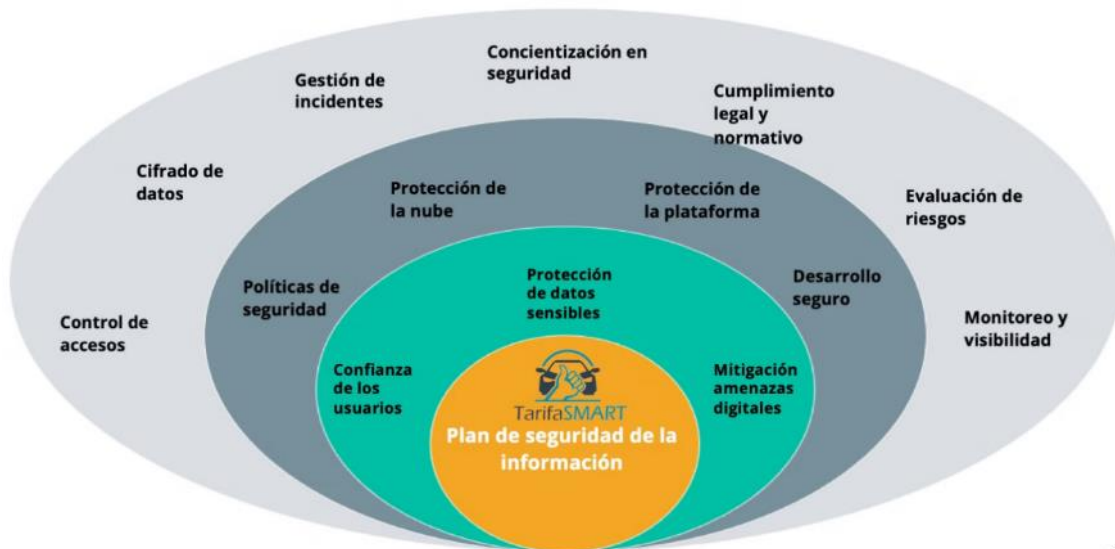 Concientización en
seguridad
Gestión de
incidentes
Cumplimiento
legal y
normativo
Cifrado de
datos
Protección de
la nube
Protección de
la plataforma
Evaluación de
riesgos
Políticas de
seguridad
Protección
de datos
sensibles
Desarrollo
seguro
Control de
accesos
Monitoreo y
visibilidad
Confianza
de los
usuarios
Mitigación
amenazas
digitales
TarifaSMART
Plan de seguridad de la
información